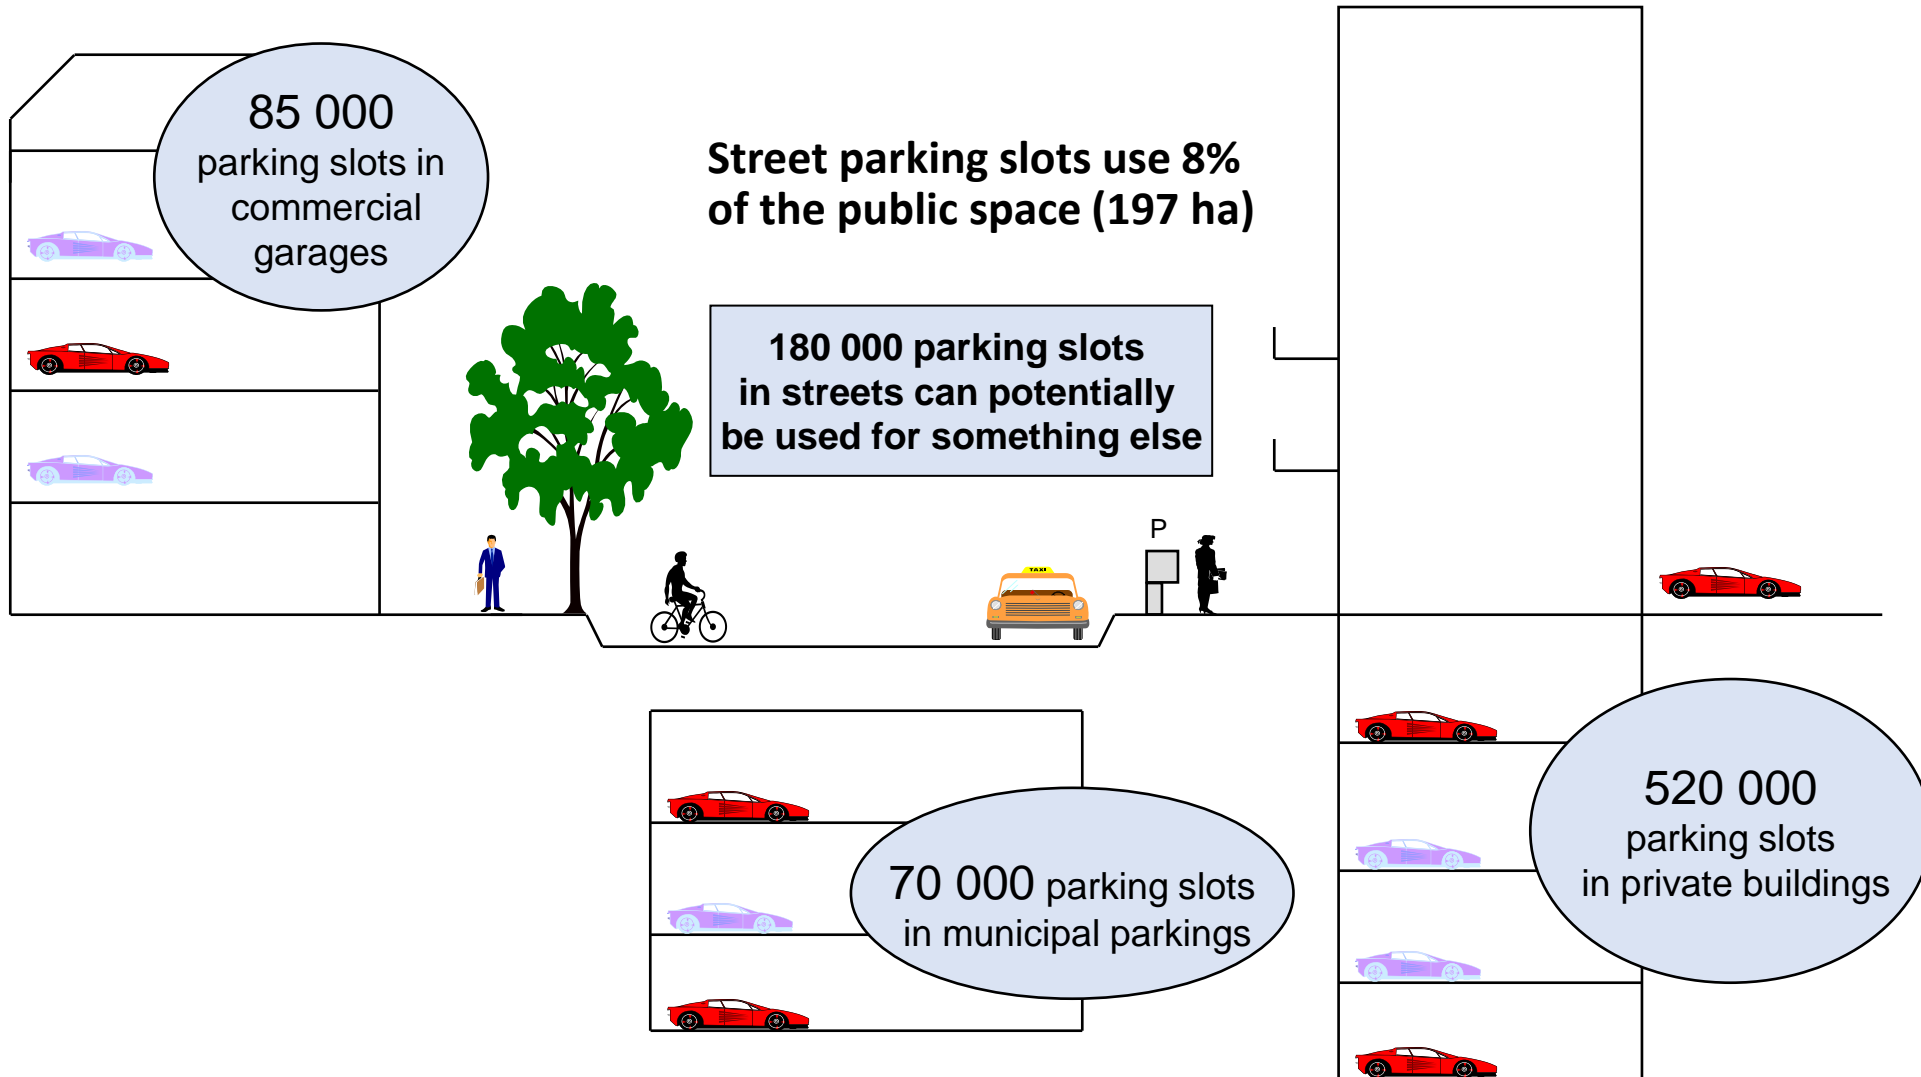 85 000
parking slots in
commercial
garages
Street parking slots use 8%
of the public space (197 ha)
180 000 parking slots
in streets can potentially
be used for something else
P
TAXI
70 000 parking slots
in municipal parkings
520 000
parking slots
in private buildings